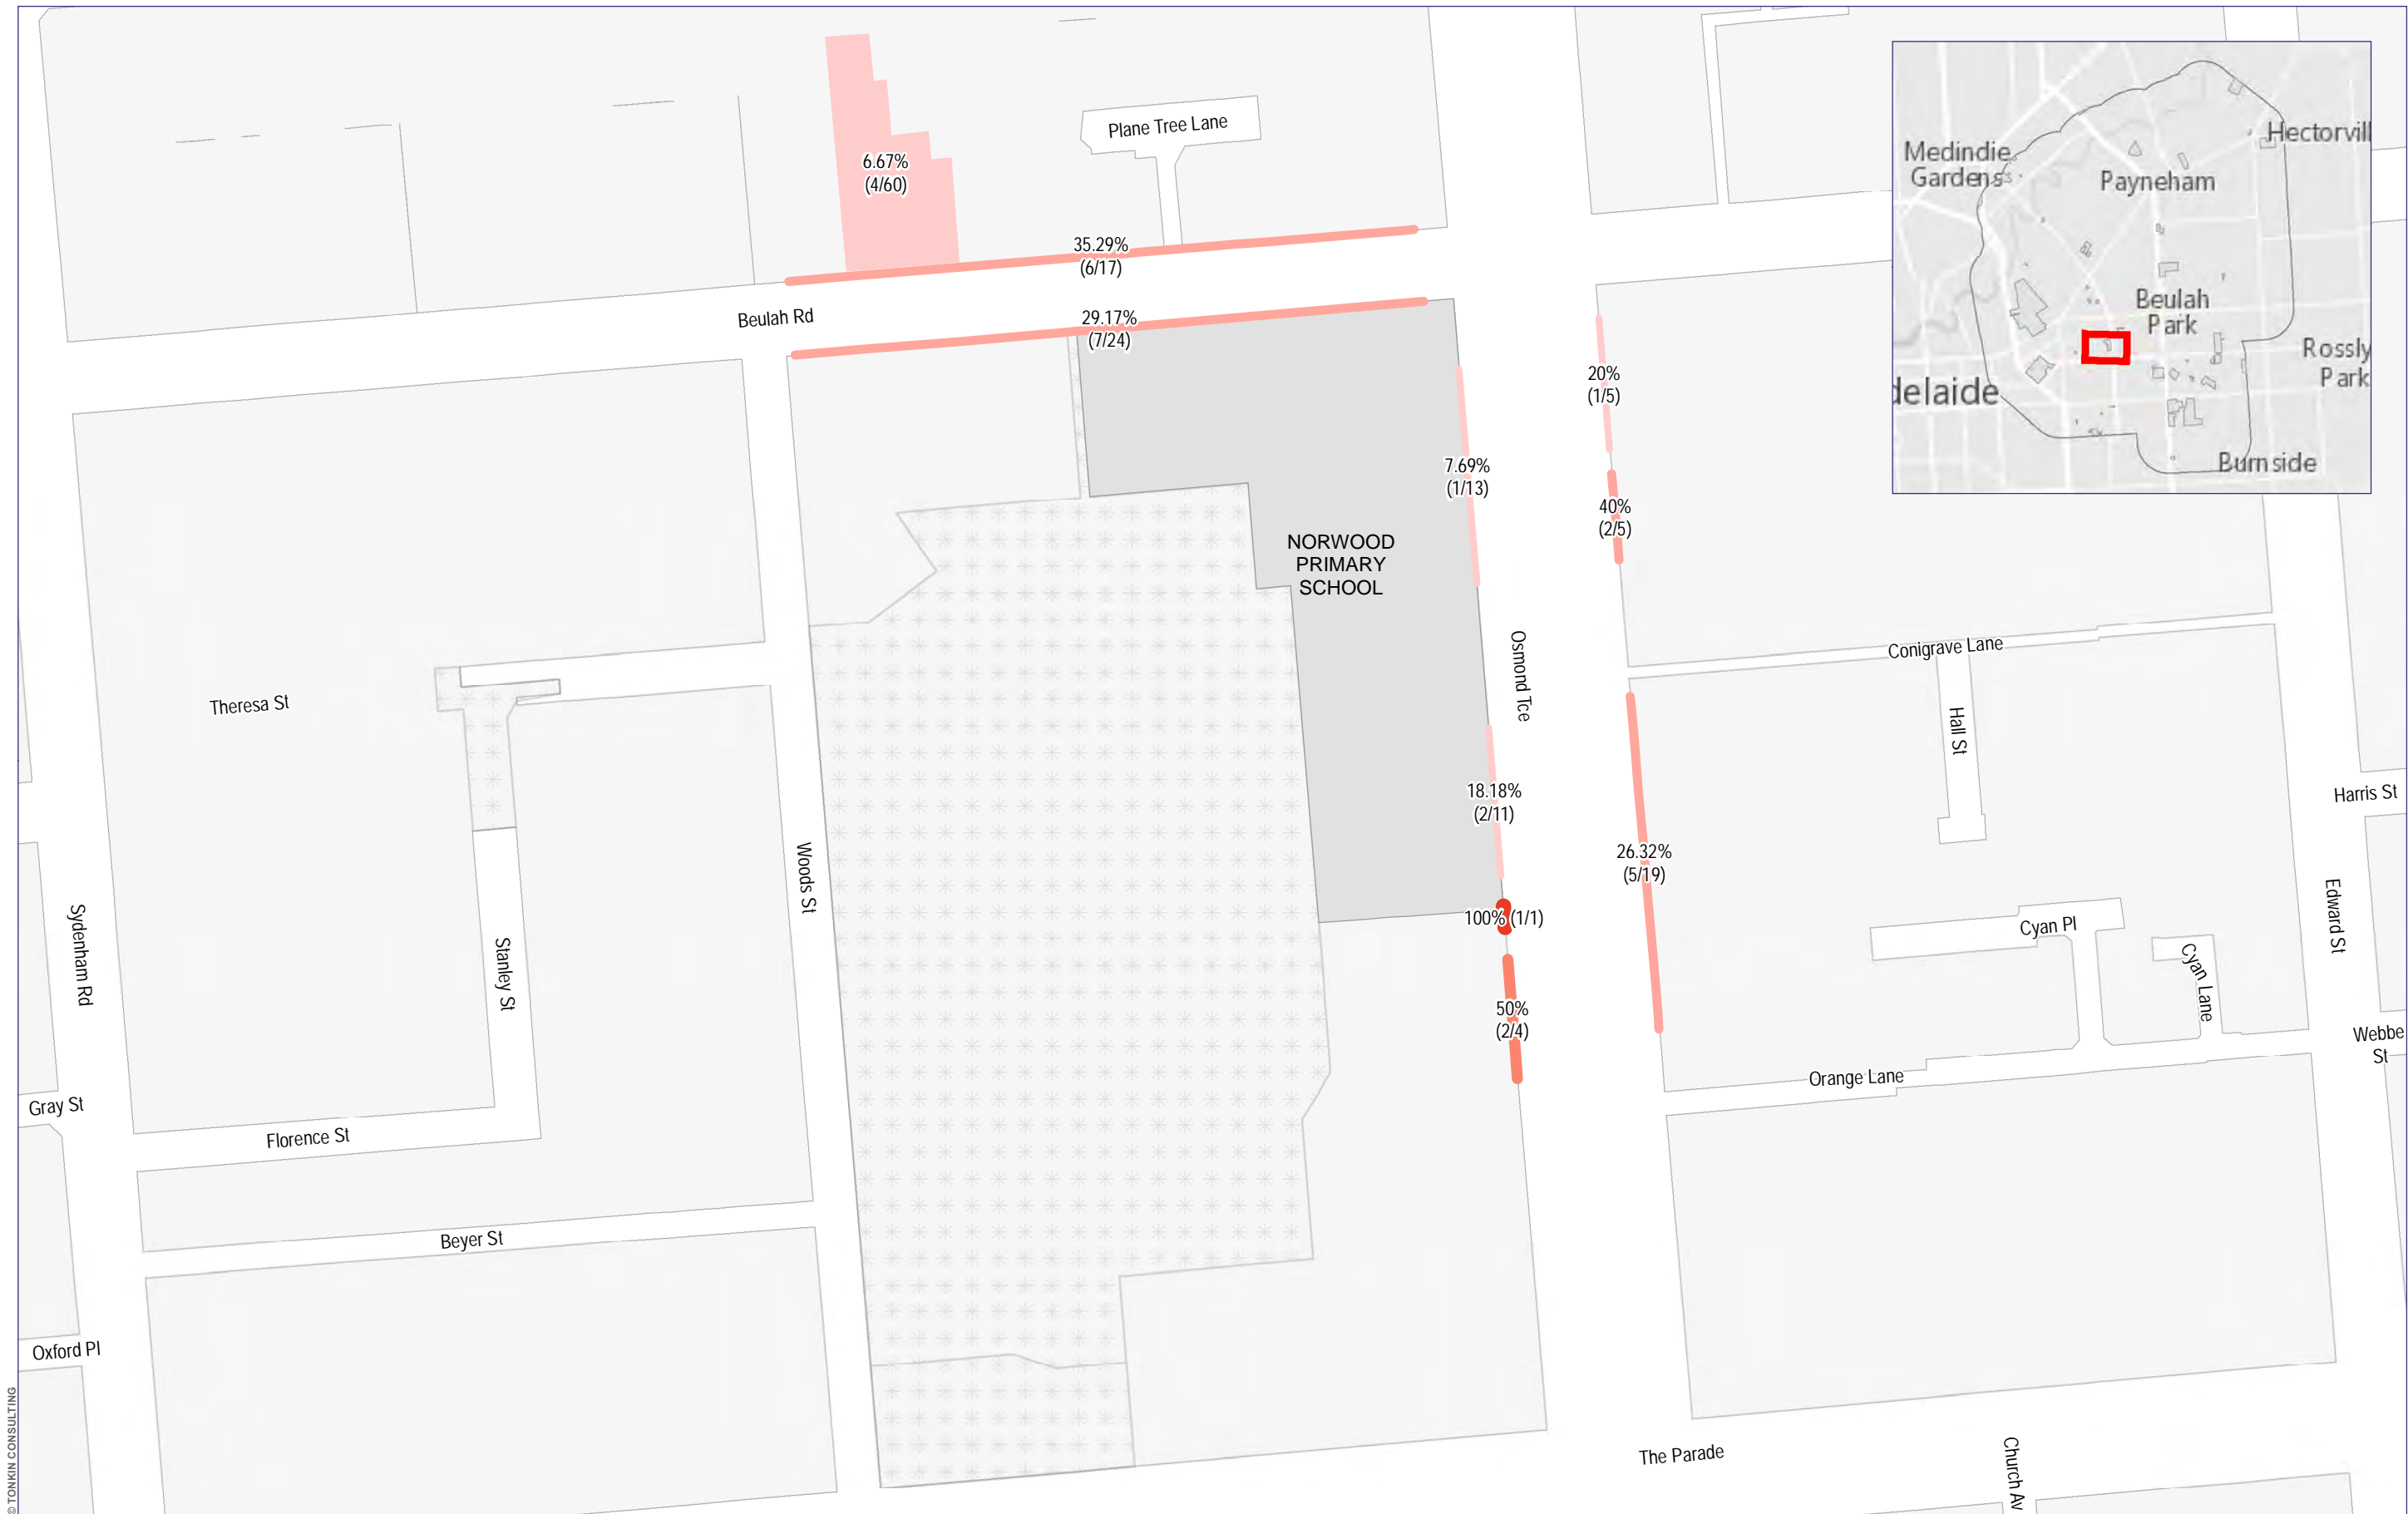 Plane Tree Lane
6.67%
(4/60)
35.29%
(6/17)
Beulah Rd
29.17%
(7/24)
Medindie
Gardens
Hectorvill
Payneham
Beulah
Park
Rossly
Park
delaide
Burnside
20%
(1/5)
7.69%
(1/13)
40%
(2/5)
NORWOOD
PRIMARY
SCHOOL
Osmond Tce
Conigrave Lane
Theresa St
Hall St
18.18%
(2/11)
Harris St
26.32%
(5/19)
Woods St
Sydenham Rd
Stanley St
100% (1/1)
Cyan Pl
Cyan Lane
Edward St
50%
(2/4)
Webbe
St
Orange Lane
Gray St
Florence St
Beyer St
Oxford Pl
The Parade
Church Av
© TONKIN CONSULTING